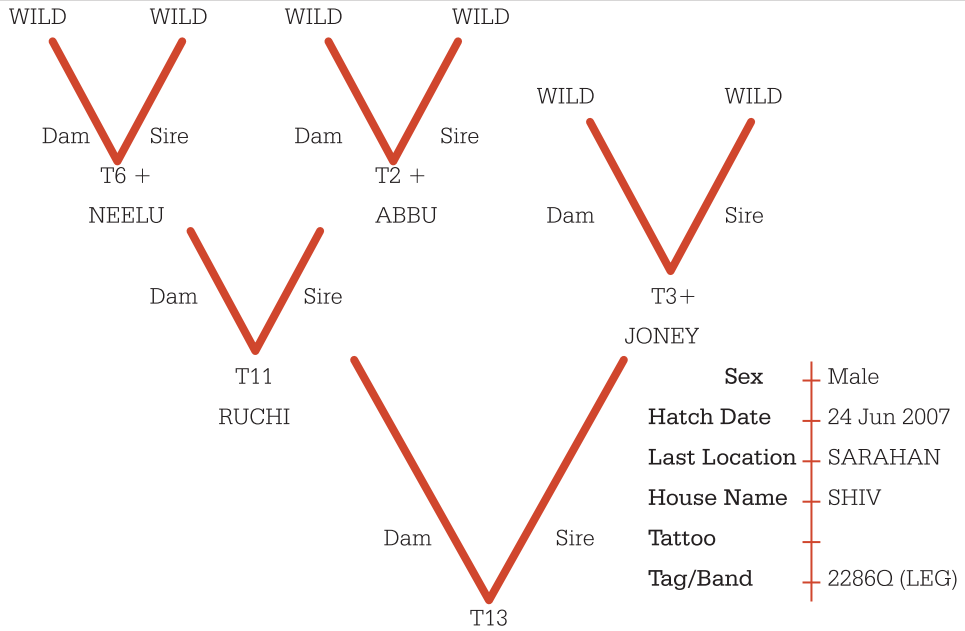 WILD WILD WILD WILD
WILD WILD
Dam Sire Dam Sire
T6 + T2 +
NEELU ABBU Dam Sire
Dam Sire T3+
JONEY
T11 Sex Male
RUCHI Hatch Date 24 Jun 2007
Last Location SARAHAN
House Name SHIV
Dam Sire Tattoo
Tag/Band 2286Q (LEG)
T13